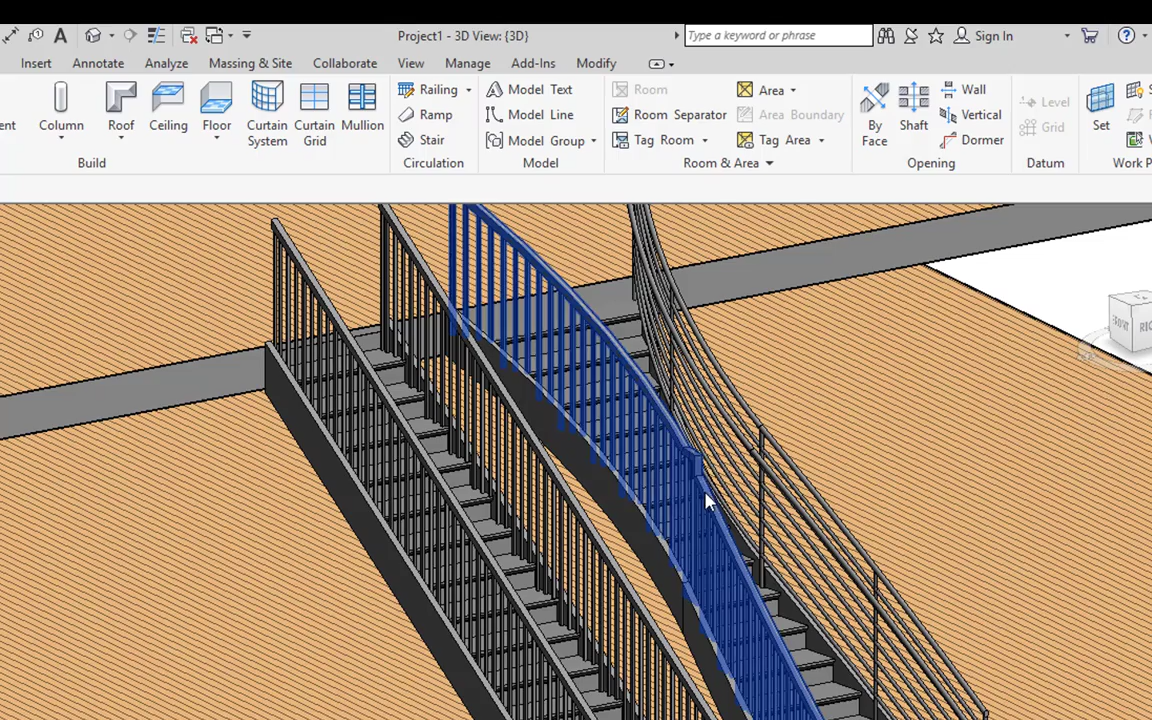 Project1 - 3D View: {3D}
Type a keyword or phrase
Sign In
Insert Annotate Analyze Massing & Site Collaborate View Manage Add-Ins Modify
ent
Column
Roof
Ceiling
Floor
Curtain System
Curtain Grid
Mullion
Build
Railing
Ramp
Stair
Circulation
Model Text
Model Line
Model Group
Model
Room
Room Separator
Tag Room
Area
Area Boundary
Tag Area
Room & Area
By Face
Shaft
Wall
Vertical
Dormer
Opening
Level
Grid
Datum
Set
S
V
Work P